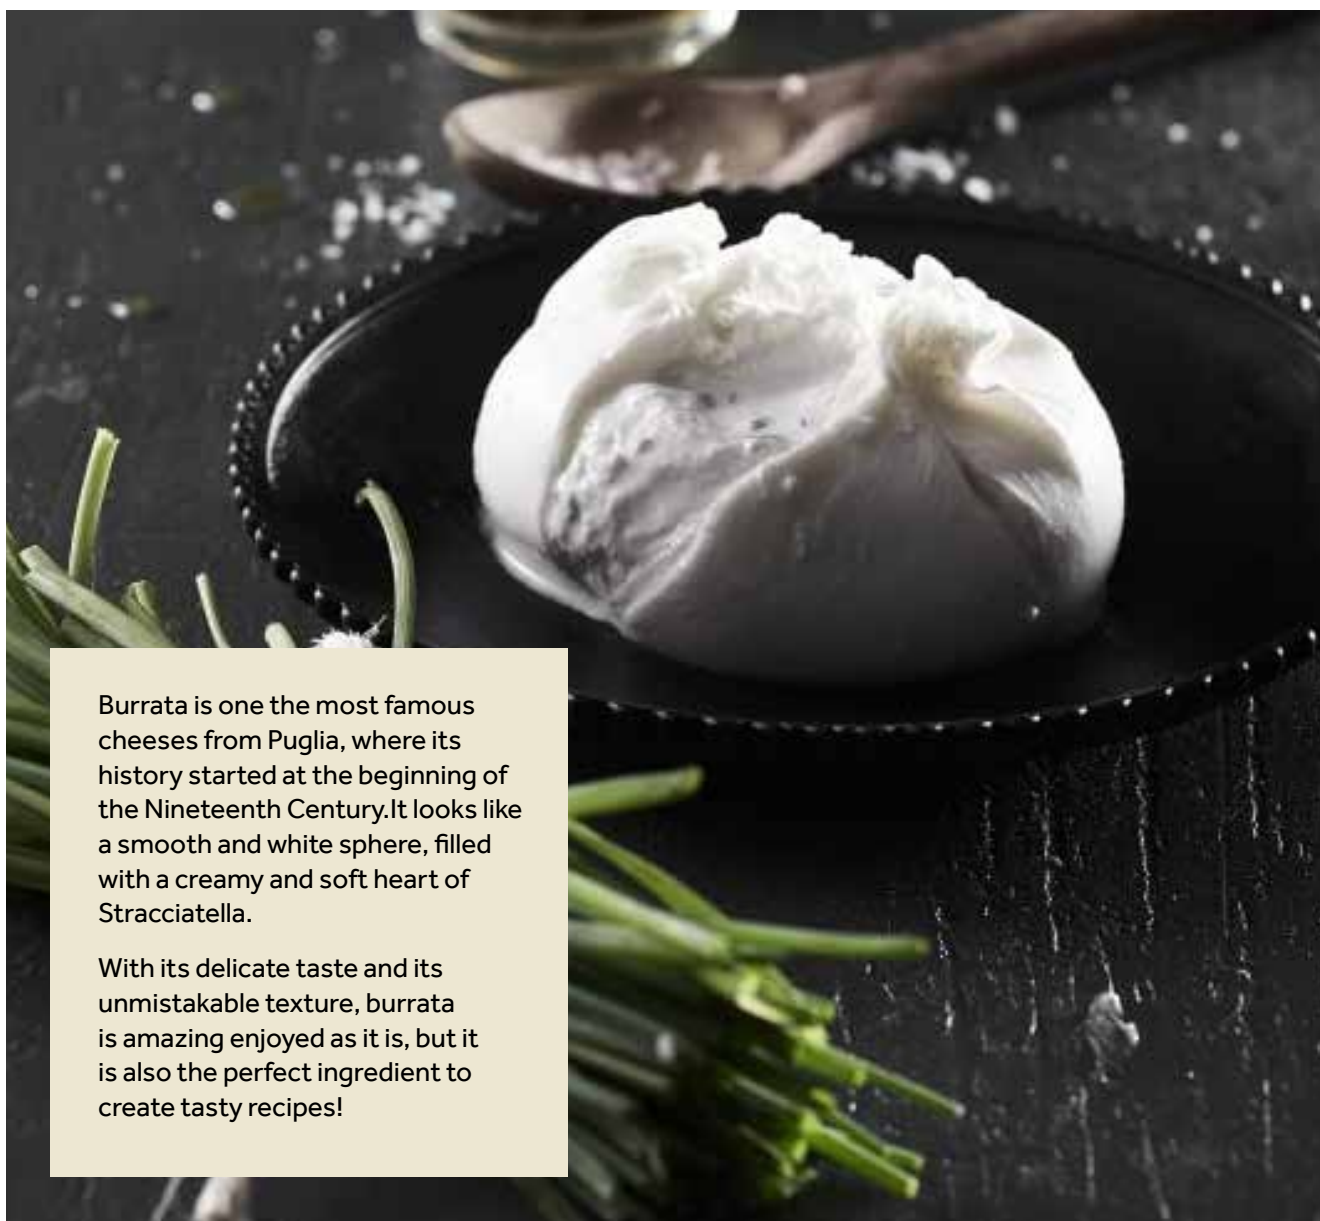 Burrata is one the most famous
cheeses from Puglia, where its
history started at the beginning of
the Nineteenth Century.It looks like
a smooth and white sphere, filled
with a creamy and soft heart of
Stracciatella.
With its delicate taste and its
unmistakable texture, burrata
is amazing enjoyed as it is, but it
is also the perfect ingredient to
create tasty recipes!